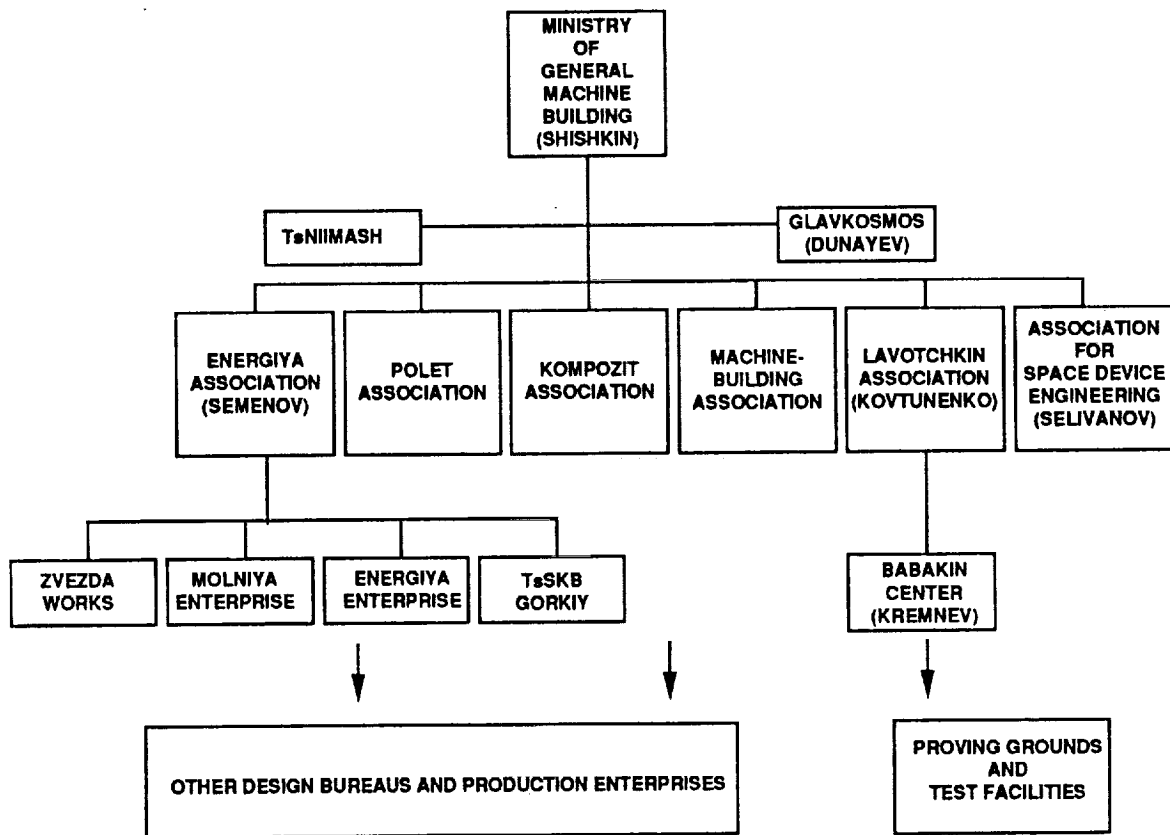 MINISTRY
OF
GENERAL
MACHINE
BUILDING
(SHISHKIN)
TsNIIMASH
GLAVKOSMOS
(DUNAYEV)
ENERGIYA
ASSOCIATION
(SEMENOV)
POLET
ASSOCIATION
KOMPOZIT
ASSOCIATION
MACHINE-
BUILDING
ASSOCIATION
LAVOTCHKIN
ASSOCIATION
(KOVTUNENKO)
ASSOCIATION
FOR
SPACE DEVICE
ENGINEERING
(SELIVANOV)
ZVEZDA
WORKS
MOLNIYA
ENTERPRISE
ENERGIYA
ENTERPRISE
TsSKB
GORKIY
BABAKIN
CENTER
(KREMNEV)
OTHER DESIGN BUREAUS AND PRODUCTION ENTERPRISES
PROVING GROUNDS
AND
TEST FACILITIES